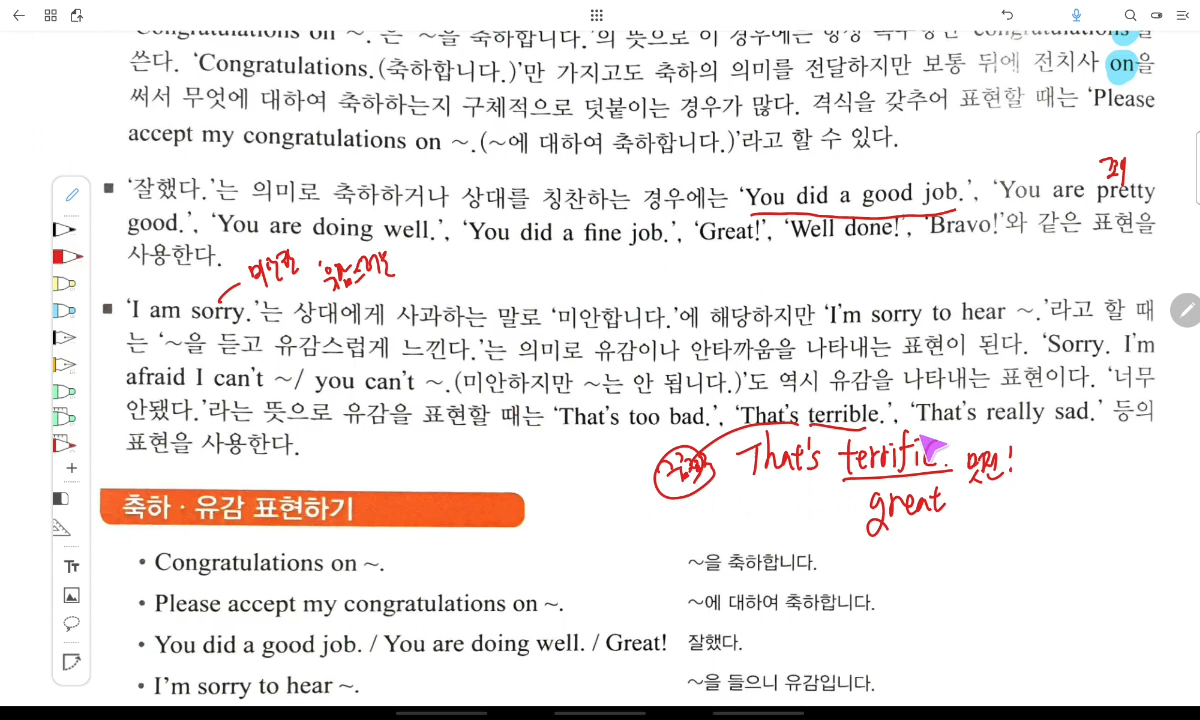 Congratulations on ～.'은 '～을 축하합니다.'의 뜻으로 이 경우에는 항상 복수형인 congratulations를
쓴다. 'Congratulations.(축하합니다.)'만 가지고도 축하의 의미를 전달하지만 보통 뒤에 전치사 on을
써서 무엇에 대하여 축하하는지 구체적으로 덧붙이는 경우가 많다. 격식을 갖추어 표현할 때는 'Please
accept my congratulations on ～.(～에 대하여 축하합니다.)'라고 할 수 있다.
꽤
■ '잘했다.'는 의미로 축하하거나 상대를 칭찬하는 경우에는 'You did a good job.', 'You are pretty
good.', 'You are doing well.', 'You did a fine job.', 'Great!', 'Well done!', 'Bravo!'와 같은 표현을
사용한다.
미안한 유감스러운
■ 'I am sorry.'는 상대에게 사과하는 말로 '미안합니다.'에 해당하지만 'I'm sorry to hear ～.'라고 할 때
는 '～을 듣고 유감스럽게 느낀다.'는 의미로 유감이나 안타까움을 나타내는 표현이 된다. 'Sorry. I'm
afraid I can't ～/ you can't ～.(미안하지만 ～는 안 됩니다.)'도 역시 유감을 나타내는 표현이다. '너무
안됐다.'라는 뜻으로 유감을 표현할 때는 'That's too bad.', 'That's terrible.', 'That's really sad.' 등의
표현을 사용한다.
That's terrific. 멋진!
great
축하 · 유감 표현하기
• Congratulations on ～. ～을 축하합니다.
• Please accept my congratulations on ～. ～에 대하여 축하합니다.
• You did a good job. / You are doing well. / Great! 잘했다.
• I'm sorry to hear ～. ～을 들으니 유감입니다.
Tт